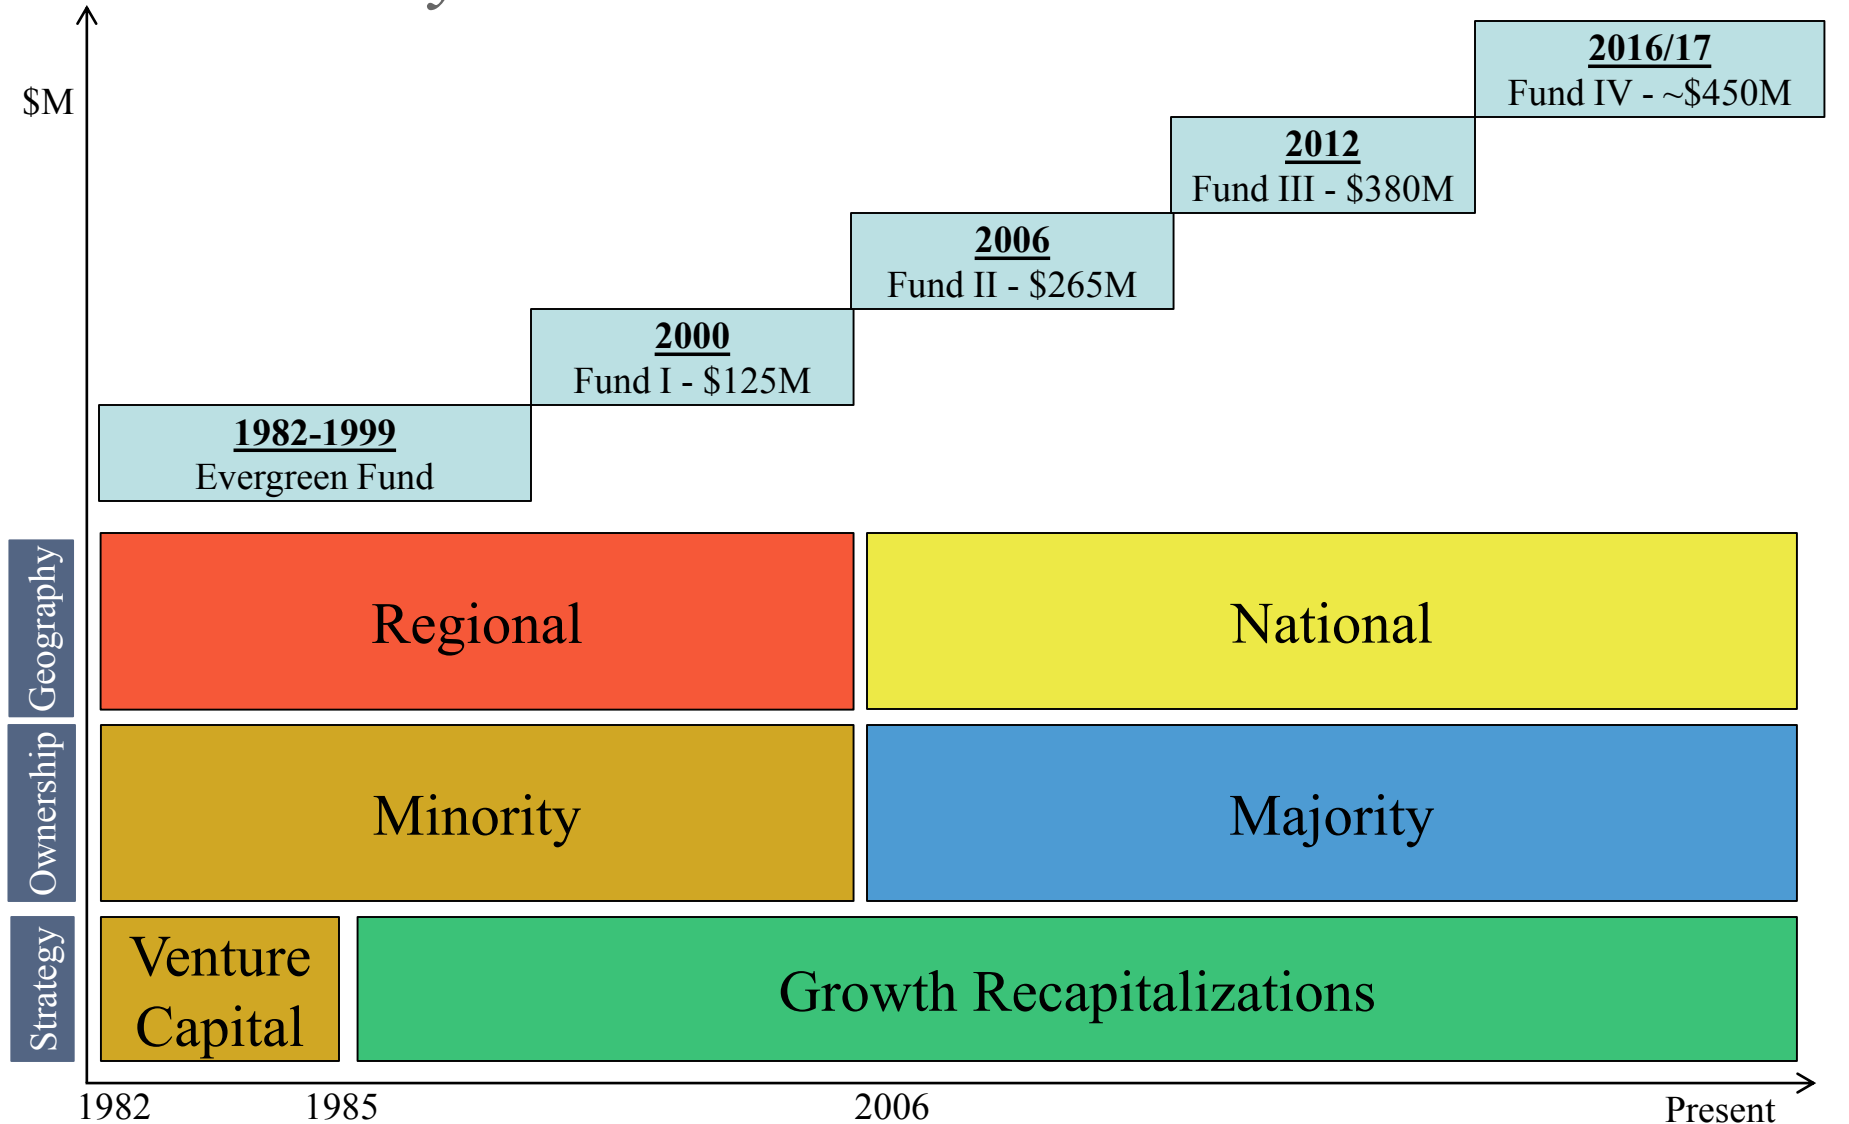 $M
2016/17
Fund IV - ~$450M
2012
Fund III - $380M
2006
Fund II - $265M
2000
Fund I - $125M
1982-1999
Evergreen Fund
Geography
Regional
National
Ownership
Minority
Majority
Strategy
Venture
Capital
Growth Recapitalizations
1982
1985
2006
Present